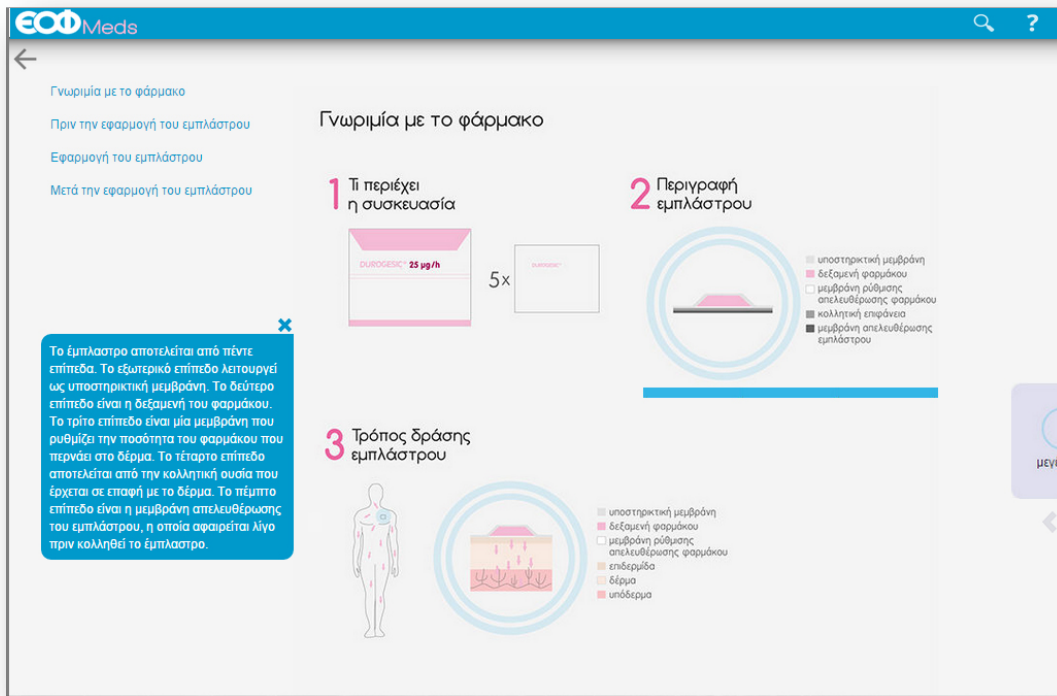 ΕΟΦMeds
?
Γνωριμία με το φάρμακο
Πριν την εφαρμογή του εμπλάστρου
Εφαρμογή του εμπλάστρου
Μετά την εφαρμογή του εμπλάστρου
Το έμπλαστρο αποτελείται από πέντε
επίπεδα. Το εξωτερικό επίπεδο λειτουργεί
ως υποστηρικτική μεμβράνη. Το δεύτερο
επίπεδο είναι η δεξαμενή του φαρμάκου.
Το τρίτο επίπεδο είναι μία μεμβράνη που
ρυθμίζει την ποσότητα του φαρμάκου που
περνάει στο δέρμα. Το τέταρτο επίπεδο
αποτελείται από την κολλητική ουσία που
έρχεται σε επαφή με το δέρμα. Το πέμπτο
επίπεδο είναι η μεμβράνη απελευθέρωσης
του εμπλάστρου, η οποία αφαιρείται λίγο
πριν κολληθεί το έμπλαστρο.
Γνωριμία με το φάρμακο
1 Τι περιέχει
η συσκευασία
DUROGESIC® 25 μg/h
5x
DUROGESIC®
2 Περιγραφή
εμπλάστρου
υποστηρικτική μεμβράνη
δεξαμενή φαρμάκου
μεμβράνη ρύθμισης
απελευθέρωσης φαρμάκου
κολλητική επιφάνεια
μεμβράνη απελευθέρωσης
εμπλάστρου
3 Τρόπος δράσης
εμπλάστρου
υποστηρικτική μεμβράνη
δεξαμενή φαρμάκου
μεμβράνη ρύθμισης
απελευθέρωσης φαρμάκου
επιδερμίδα
δέρμα
υπόδερμα